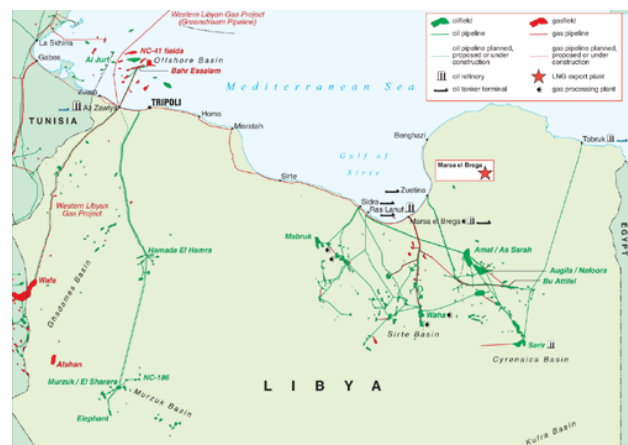 Western Libyan Gas Project
(Greenstream Pipeline)
La Skhira
Gabes
NC-41 fields
Al Jurf
Offshore Basin
Bahr Essalam
Mediterranean Sea
oilfield
oil pipeline
oil pipeline planned,
proposed or under
construction
oil refinery
oil tanker terminal
gasfield
gas pipeline
gas pipeline planned,
proposed or under
construction
LNG export plant
gas processing plant
Zuara
Az Zawiya
TRIPOLI
TUNISIA
Homs
Misratah
Benghazi
Tobruk
Gulf of
Sirte
Marsa el Brega
Sirte
Zuetina
Sidra
Ras Lanuf
Marsa el Brega
Western Libyan
Gas Project
Hamada El Hamra
Mabruk
Amal / As Sarah
Augila / Nafoora
Bu Attifel
EGYPT
Wafa
Ghadames Basin
Waha
Sirte Basin
Sarir
Cyrenaica Basin
Atshan
Murzuk / El Sharara
NC-186
Murzuk Basin
Elephant
LIBYA
Kufra Basin